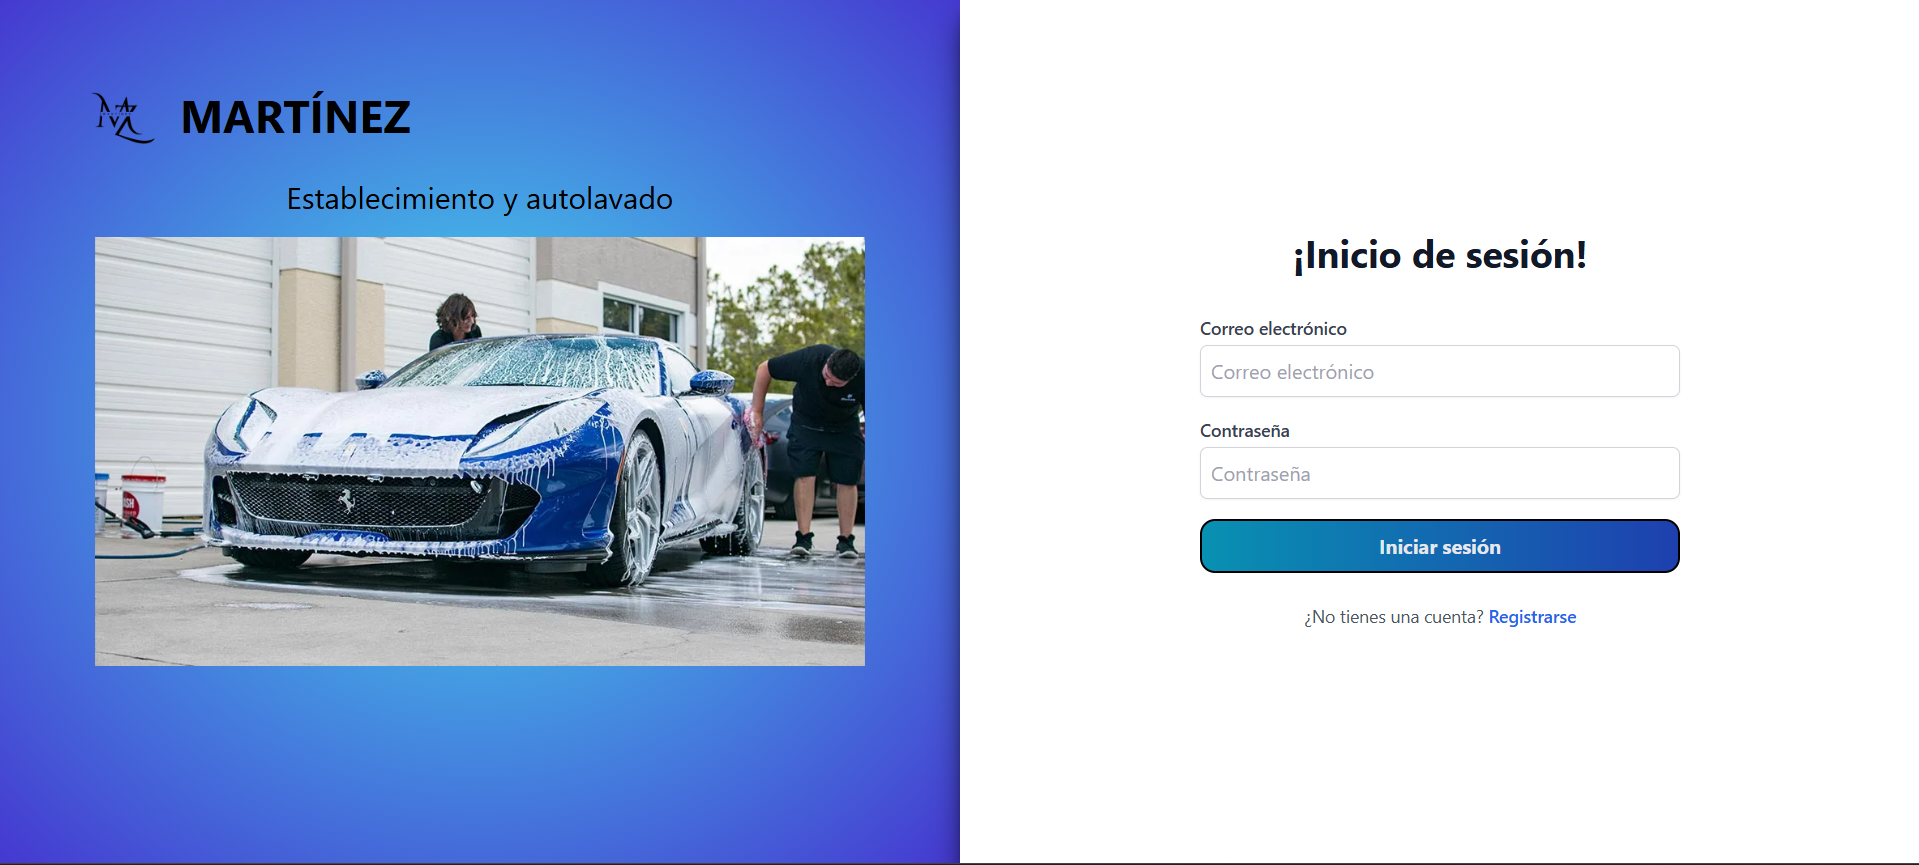 MARTÍNEZ
Establecimiento y autolavado
¡Inicio de sesión!
Correo electrónico
Correo electrónico
Contraseña
Contraseña
Iniciar sesión
¿No tienes una cuenta? Registrarse